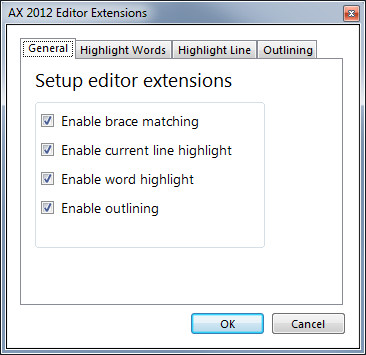 AX 2012 Editor Extensions
General Highlight Words Highlight Line Outlining
Setup editor extensions
Enable brace matching
Enable current line highlight
Enable word highlight
Enable outlining
OK Cancel